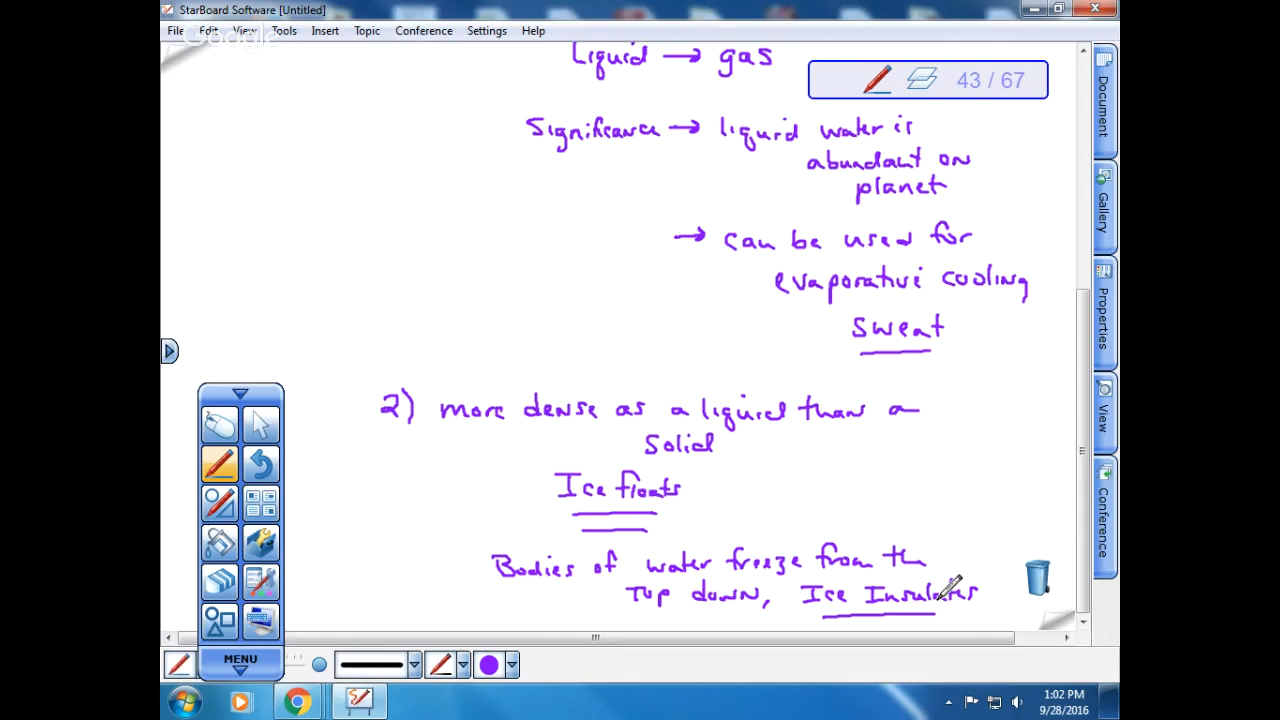 StarBoard Software [Untitled]
File Edit View Tools Insert Topic Conference Settings Help
Google
Liquid → gas
43 / 67
Significance → liquid water is
abundant on
planet
→ can be used for
evaporative cooling
sweat
2) more dense as a liquid than a
solid
Ice floats
Bodies of water freeze from the
Top down, Ice Insulates
Document
Gallery
Properties
View
Conference
MENU
1:02 PM
9/28/2016